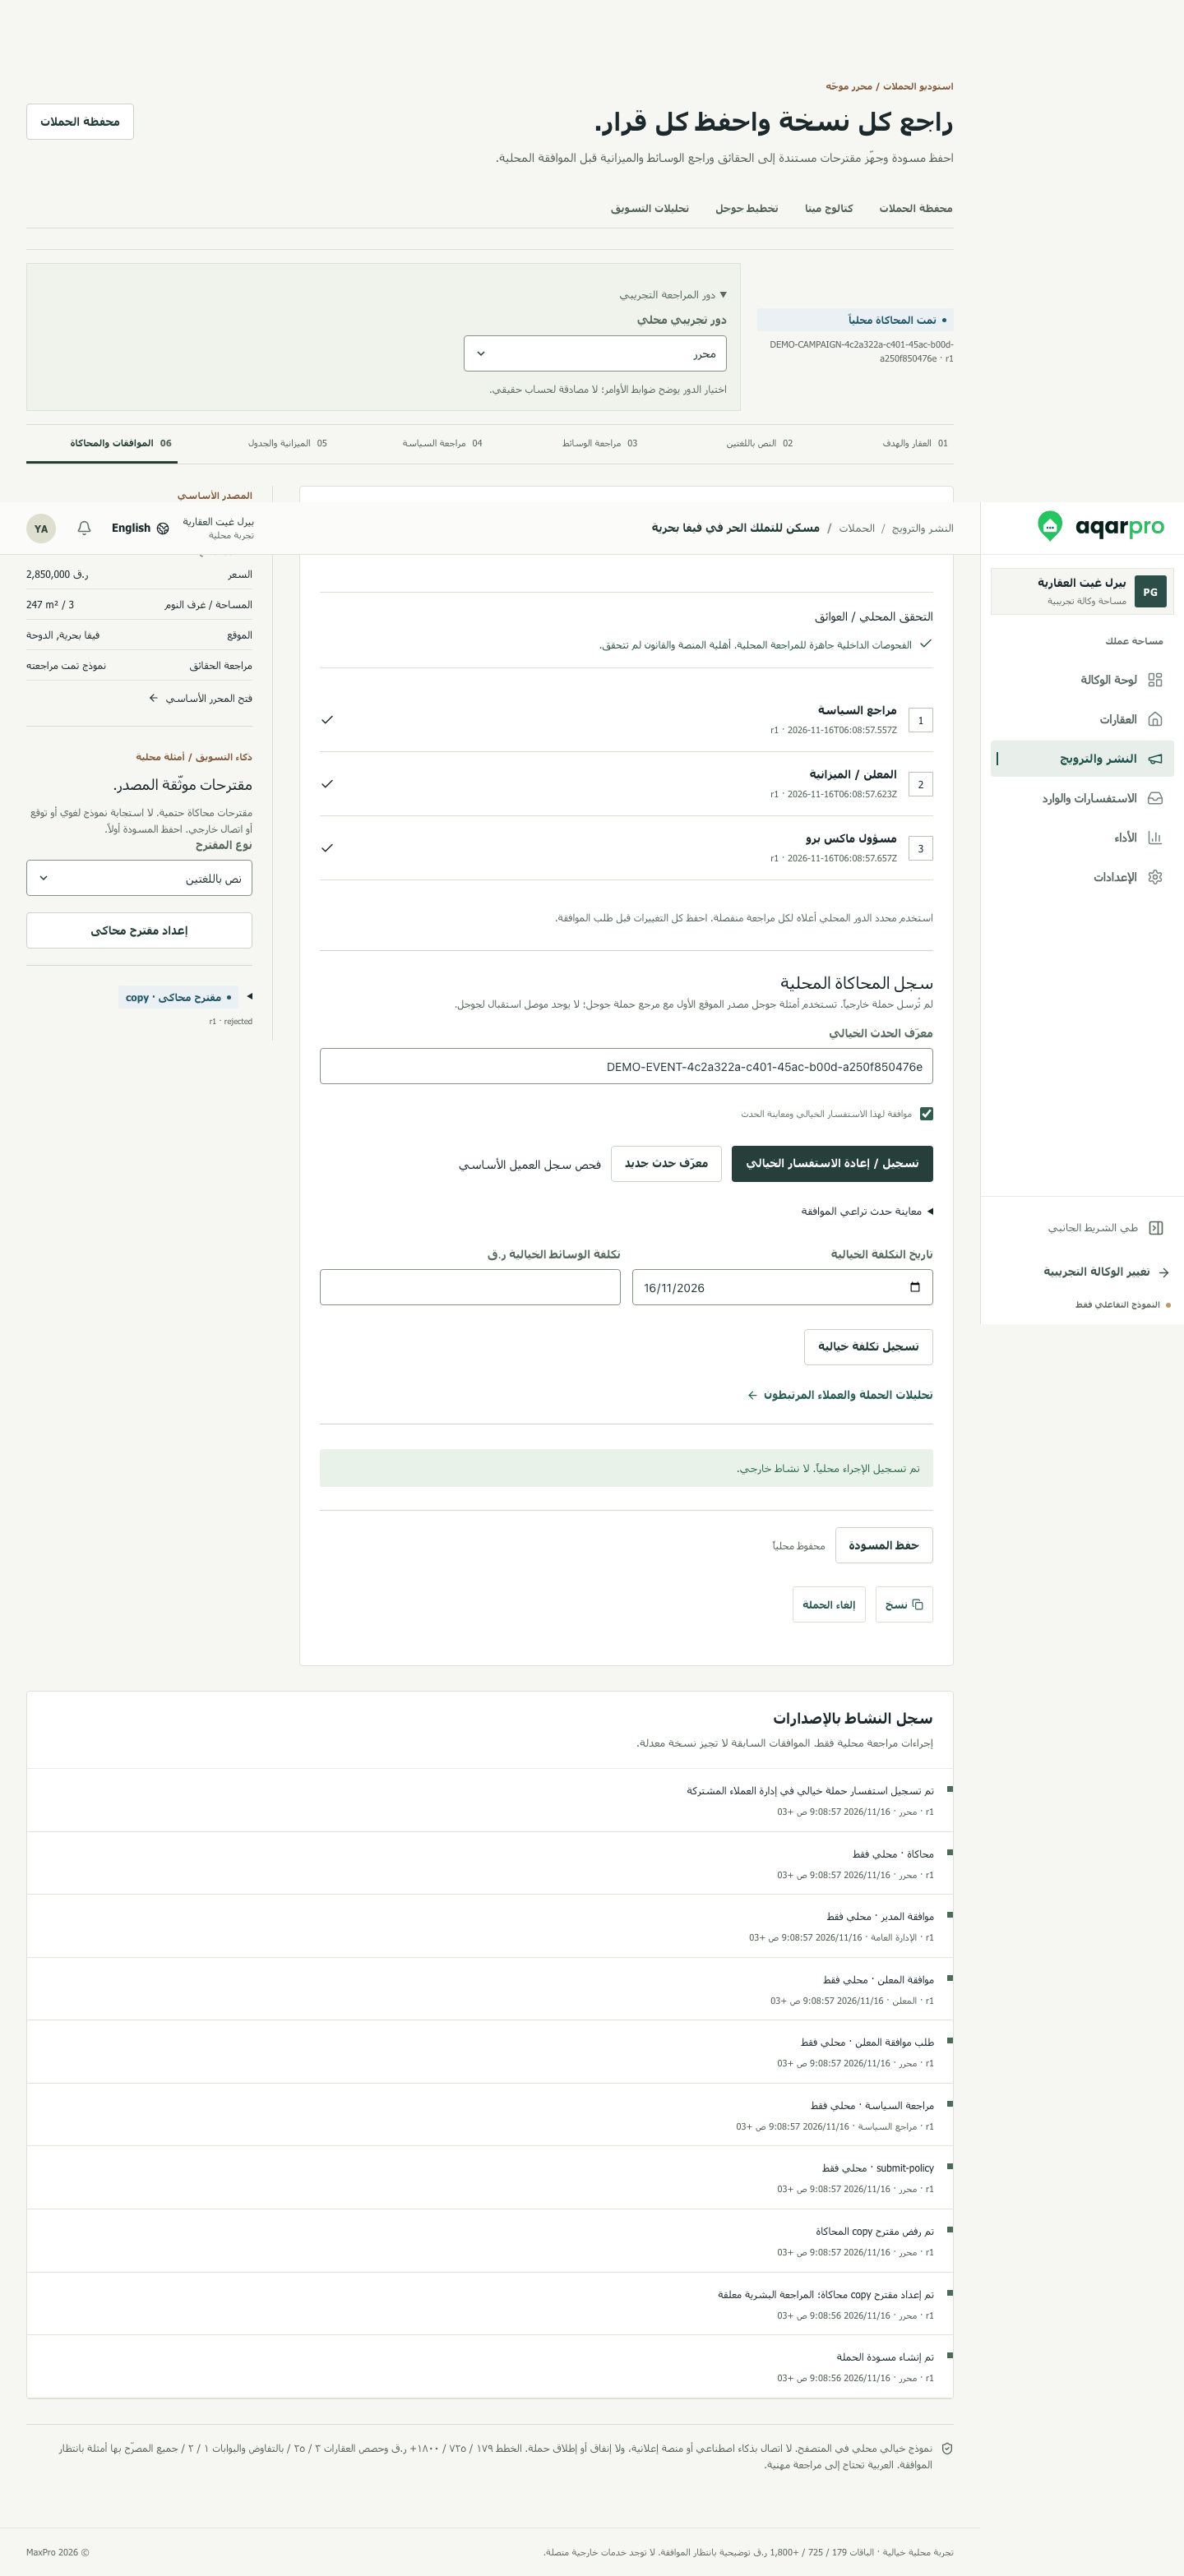 استوديو الحملات / محرر موجّه
راجع كل نسخة واحفظ كل قرار.
احفظ مسودة وجهّز مقترحات مستندة إلى الحقائق وراجع الوسائط والميزانية قبل الموافقة المحلية.
محفظة الحملات
محفظة الحملات
كتالوج ميتا
تخطيط جوجل
تحليلات التسويق
تمت المحاكاة محلياً
DEMO-CAMPAIGN-4c2a322a-c401-45ac-b00d-
a250f850476e · r1
دور المراجعة التجريبي
دور تجريبي محلي
محرر
اختيار الدور يوضح ضوابط الأوامر؛ لا مصادقة لحساب حقيقي.
01 العقار والهدف
02 النص باللغتين
03 مراجعة الوسائط
04 مراجعة السياسة
05 الميزانية والجدول
06 الموافقات والمحاكاة
aqarpro
PG
بيرل غيت العقارية
مساحة وكالة تجريبية
مساحة عملك
لوحة الوكالة
العقارات
النشر والترويج
الاستفسارات والوارد
الأداء
الإعدادات
طي الشريط الجانبي
تغيير الوكالة التجريبية
النموذج التفاعلي فقط
النشر والترويج / الحملات / مسكن للتملك الحر في فيفا بحرية
بيرل غيت العقارية
تجربة محلية
English
YA
التحقق المحلي / العوائق
الفحوصات الداخلية جاهزة للمراجعة المحلية. أهلية المنصة والقانون لم تتحقق.
1
مراجع السياسة
r1 · 2026-11-16T06:08:57.557Z
2
المعلن / الميزانية
r1 · 2026-11-16T06:08:57.623Z
3
مسؤول ماكس برو
r1 · 2026-11-16T06:08:57.657Z
استخدم محدد الدور المحلي أعلاه لكل مراجعة منفصلة. احفظ كل التغييرات قبل طلب الموافقة.
سجل المحاكاة المحلية
لم تُرسل حملة خارجياً. تستخدم أمثلة جوجل مصدر الموقع الأول مع مرجع حملة جوجل؛ لا يوجد موصل استقبال لجوجل.
معرّف الحدث الخيالي
DEMO-EVENT-4c2a322a-c401-45ac-b00d-a250f850476e
موافقة لهذا الاستفسار الخيالي ومعاينة الحدث
تسجيل / إعادة الاستفسار الخيالي
معرّف حدث جديد
فحص سجل العميل الأساسي
معاينة حدث تراعي الموافقة
تاريخ التكلفة الخيالية
16/11/2026
تكلفة الوسائط الخيالية ر.ق
تسجيل تكلفة خيالية
تحليلات الحملة والعملاء المرتبطون
تم تسجيل الإجراء محلياً. لا نشاط خارجي.
حفظ المسودة
محفوظ محلياً
نسخ
إلغاء الحملة
المصدر الأساسي
السعر
ر.ق 2,850,000
المساحة / غرف النوم
247 m² / 3
الموقع
فيفا بحرية, الدوحة
مراجعة الحقائق
نموذج تمت مراجعته
فتح المحرر الأساسي
ذكاء التسويق / أمثلة محلية
مقترحات موثّقة المصدر.
مقترحات محاكاة حتمية. لا استجابة نموذج لغوي أو توقع
أو اتصال خارجي. احفظ المسودة أولاً.
نوع المقترح
نص باللغتين
إعداد مقترح محاكى
مقترح محاكى · copy
r1 · rejected
سجل النشاط بالإصدارات
إجراءات مراجعة محلية فقط. الموافقات السابقة لا تجيز نسخة معدلة.
تم تسجيل استفسار حملة خيالي في إدارة العملاء المشتركة
r1 · محرر · 2026/11/16 9:08:57 ص +03
محاكاة · محلي فقط
r1 · محرر · 2026/11/16 9:08:57 ص +03
موافقة المدير · محلي فقط
r1 · الإدارة العامة · 2026/11/16 9:08:57 ص +03
موافقة المعلن · محلي فقط
r1 · المعلن · 2026/11/16 9:08:57 ص +03
طلب موافقة المعلن · محلي فقط
r1 · محرر · 2026/11/16 9:08:57 ص +03
مراجعة السياسة · محلي فقط
r1 · مراجع السياسة · 2026/11/16 9:08:57 ص +03
submit-policy · محلي فقط
r1 · محرر · 2026/11/16 9:08:57 ص +03
تم رفض مقترح copy المحاكاة
r1 · محرر · 2026/11/16 9:08:57 ص +03
تم إعداد مقترح copy محاكاة؛ المراجعة البشرية معلقة
r1 · محرر · 2026/11/16 9:08:56 ص +03
تم إنشاء مسودة الحملة
r1 · محرر · 2026/11/16 9:08:56 ص +03
نموذج خيالي محلي في المتصفح. لا اتصال بذكاء اصطناعي أو منصة إعلانية، ولا إنفاق أو إطلاق حملة. الخطط ١٧٩ / ٧٢٥ / ١٨٠٠+ ر.ق وحصص العقارات ٣ / ٢٥ / بالتفاوض والبوابات ١ / ٢ / جميع المصرّح بها أمثلة بانتظار
الموافقة. العربية تحتاج إلى مراجعة مهنية.
تجربة محلية خيالية · الباقات 179 / 725 / +1,800 ر.ق توضيحية بانتظار الموافقة. لا توجد خدمات خارجية متصلة.
© 2026 MaxPro